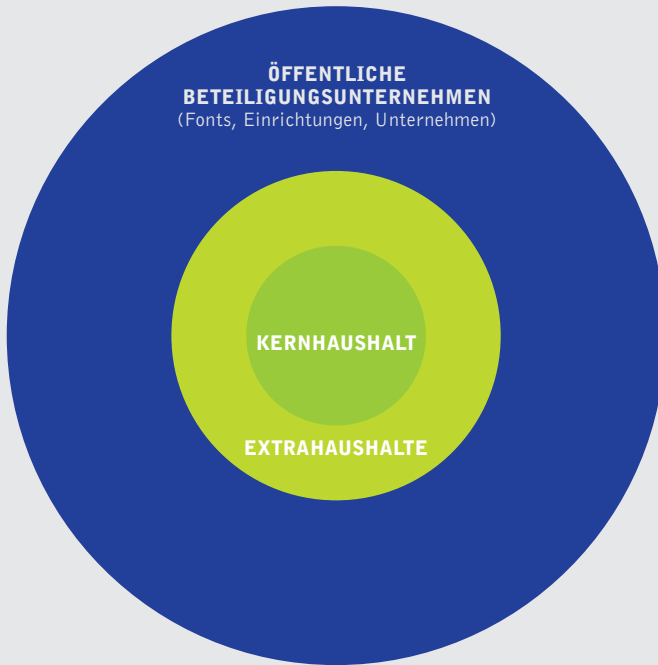 ÖFFENTLICHE
BETEILIGUNGSUNTERNEHMEN
(Fonts, Einrichtungen, Unternehmen)
KERNHAUSHALT
EXTRAHAUSHALTE